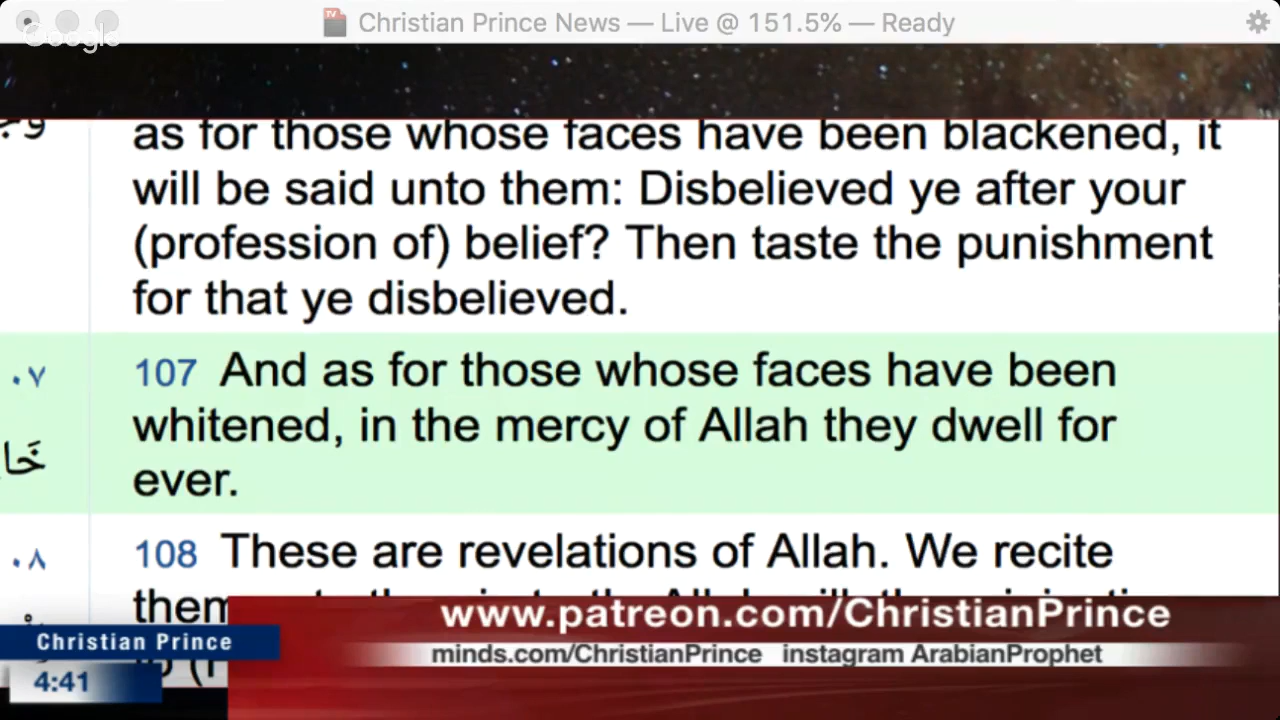 TV
Christian Prince News — Live @ 151.5% — Ready
Google
as for those whose faces have been blackened, it
will be said unto them: Disbelieved ye after your
(profession of) belief? Then taste the punishment
for that ye disbelieved.
٠٧
107 And as for those whose faces have been
whitened, in the mercy of Allah they dwell for
ever.
٠٨
108 These are revelations of Allah. We recite
www.patreon.com/ChristianPrince
minds.com/ChristianPrince instagram ArabianProphet
Christian Prince
4:41